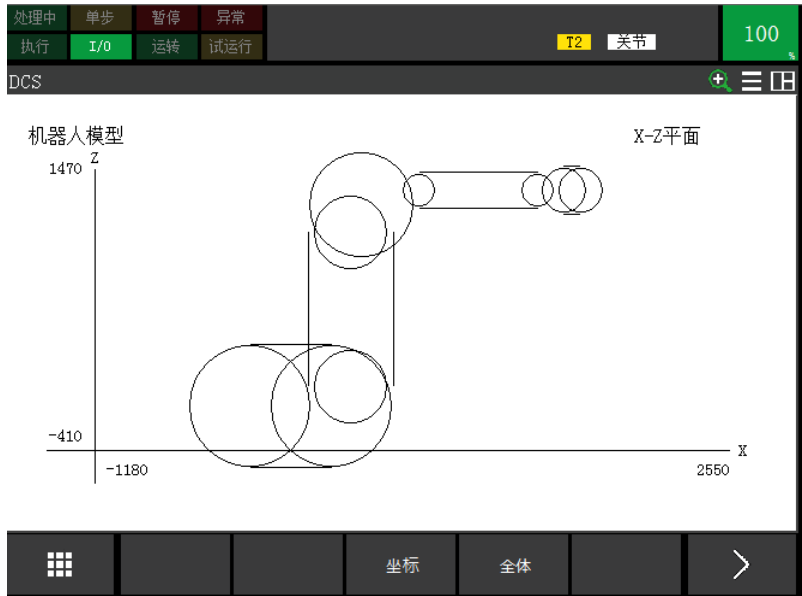 处理中 单步 暂停 异常
执行 I/O 运转 试运行 T2 关节 100 %
DCS
机器人模型 X-Z平面
Z
1470
-410
X
-1180 2550
坐标 全体